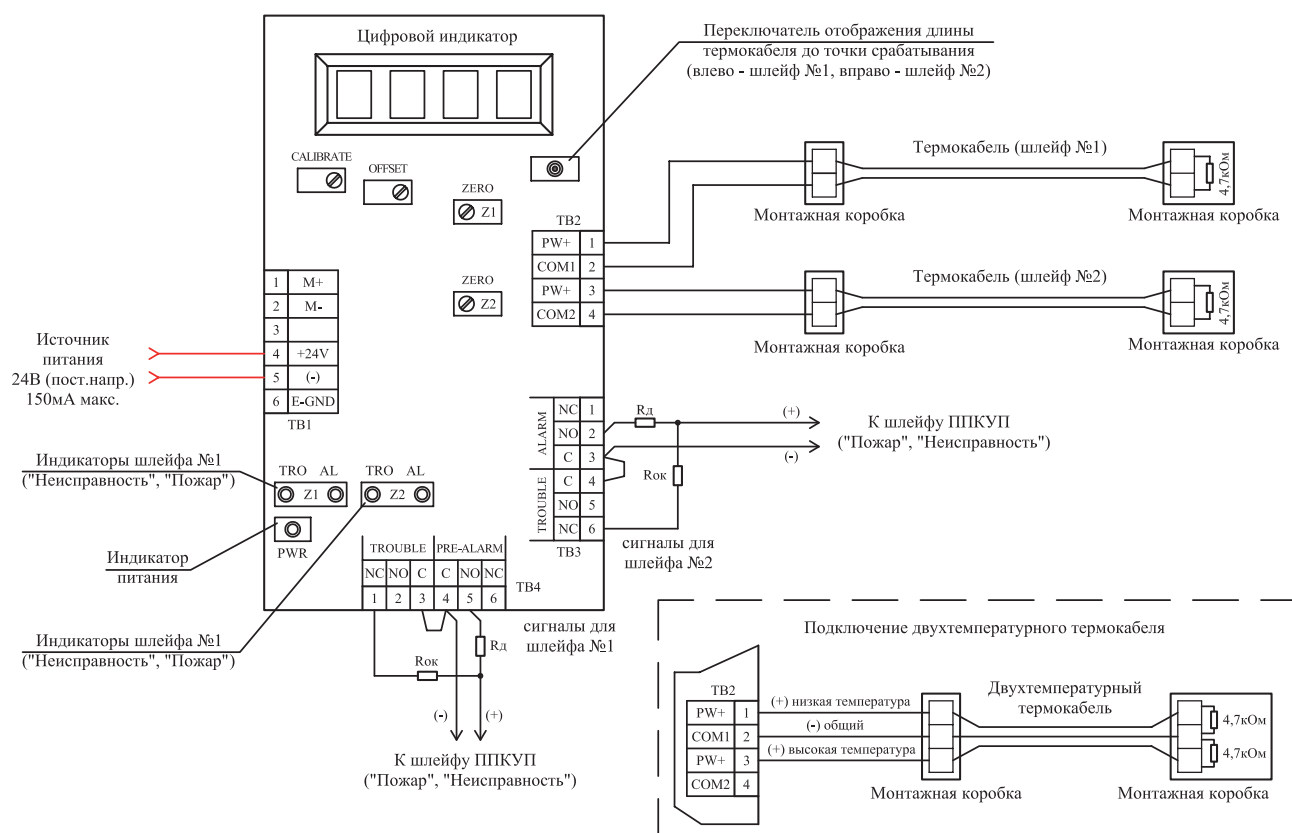 Цифровой индикатор
Переключатель отображения длины
термокабеля до точки срабатывания
(влево - шлейф №1, вправо - шлейф №2)
CALIBRATE
OFFSET
ZERO
Z1
ZERO
Z2
TB2
PW+ 1
COM1 2
PW+ 3
COM2 4
Термокабель (шлейф №1)
4,7кОм
Монтажная коробка
Монтажная коробка
Термокабель (шлейф №2)
4,7кОм
Монтажная коробка
Монтажная коробка
1 M+
2 M-
3
4 +24V
5 (-)
6 E-GND
TB1
Источник
питания
24В (пост.напр.)
150мА макс.
ALARM
NC 1
NO 2
C 3
TROUBLE
C 4
NO 5
NC 6
TB3
Rд
Rок
(+)
(-)
К шлейфу ППКУП
("Пожар", "Неисправность")
сигналы для
шлейфа №2
Индикаторы шлейфа №1
("Неисправность", "Пожар")
TRO AL
Z1
TRO AL
Z2
PWR
Индикатор
питания
Индикаторы шлейфа №1
("Неисправность", "Пожар")
TROUBLE PRE-ALARM
NC NO C C NO NC
1 2 3 4 5 6
TB4
сигналы для
шлейфа №1
Rд
Rок
(-)
(+)
К шлейфу ППКУП
("Пожар", "Неисправность")
Подключение двухтемпературного термокабеля
TB2
PW+ 1
COM1 2
PW+ 3
COM2 4
(+) низкая температура
(-) общий
(+) высокая температура
Двухтемпературный
термокабель
4,7кОм
4,7кОм
Монтажная коробка
Монтажная коробка